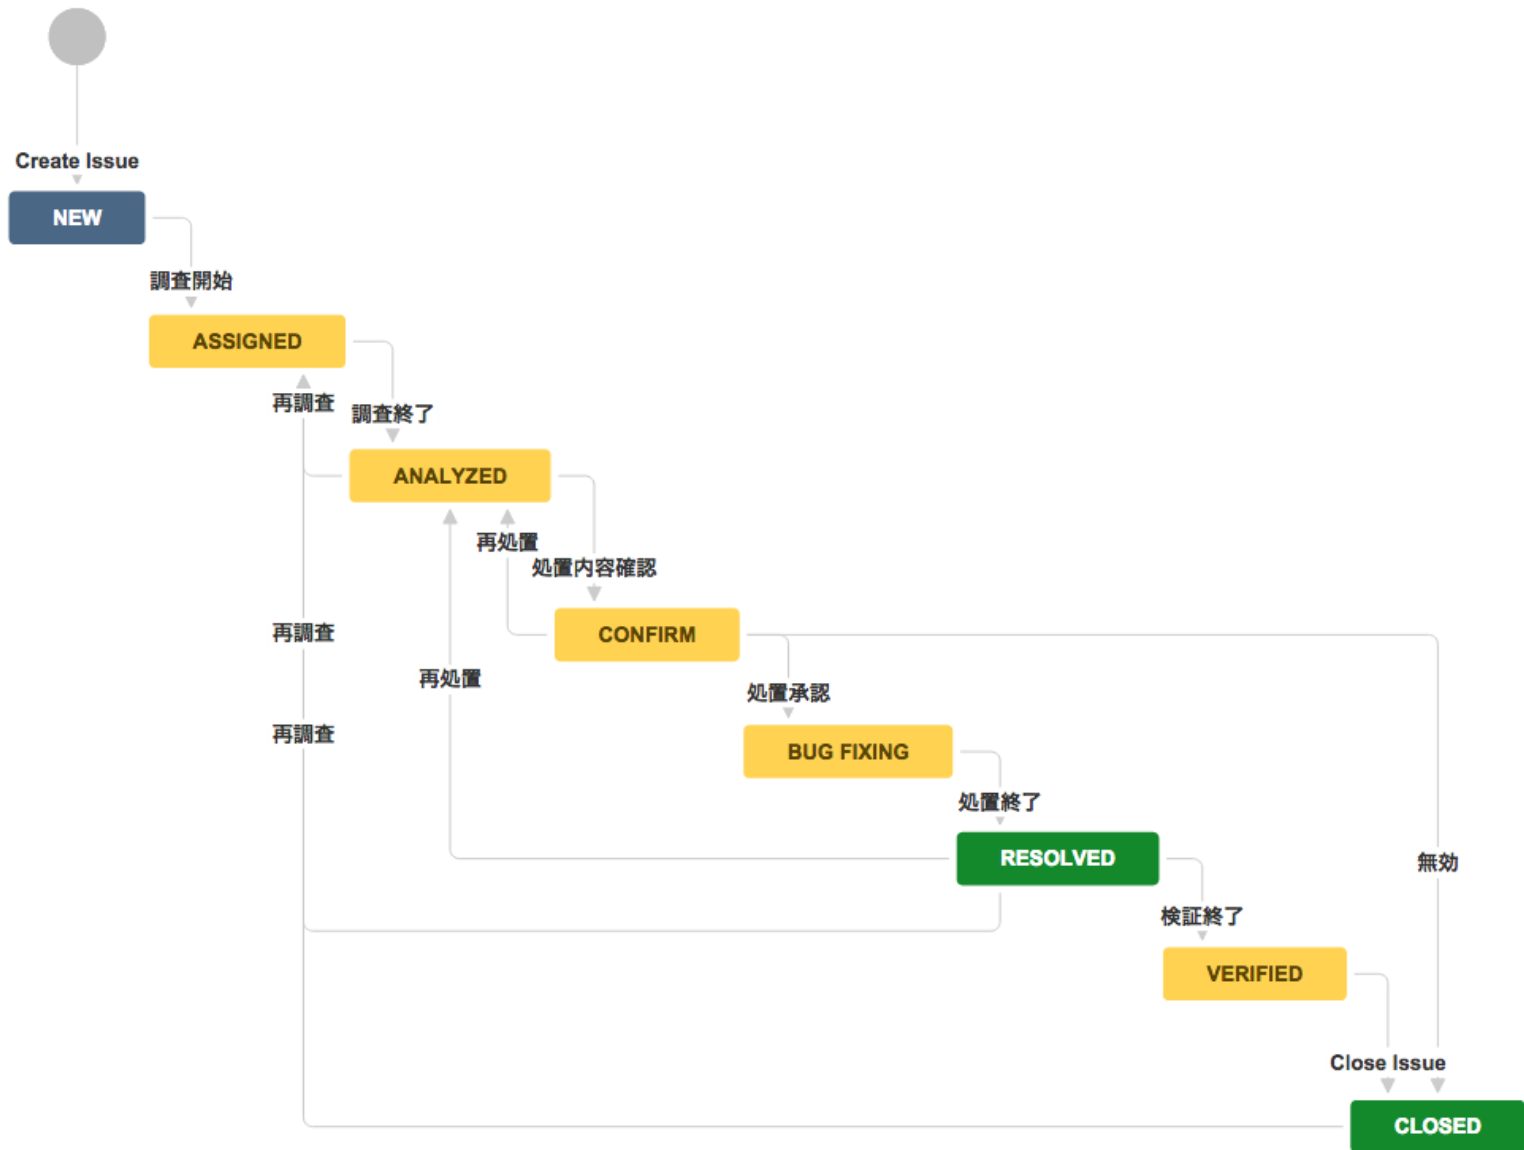 Create Issue
NEW
調査開始
ASSIGNED
再調査
調査終了
ANALYZED
再処置
処置内容確認
再調査
CONFIRM
再処置
処置承認
再調査
BUG FIXING
処置終了
RESOLVED
無効
検証終了
VERIFIED
Close Issue
CLOSED